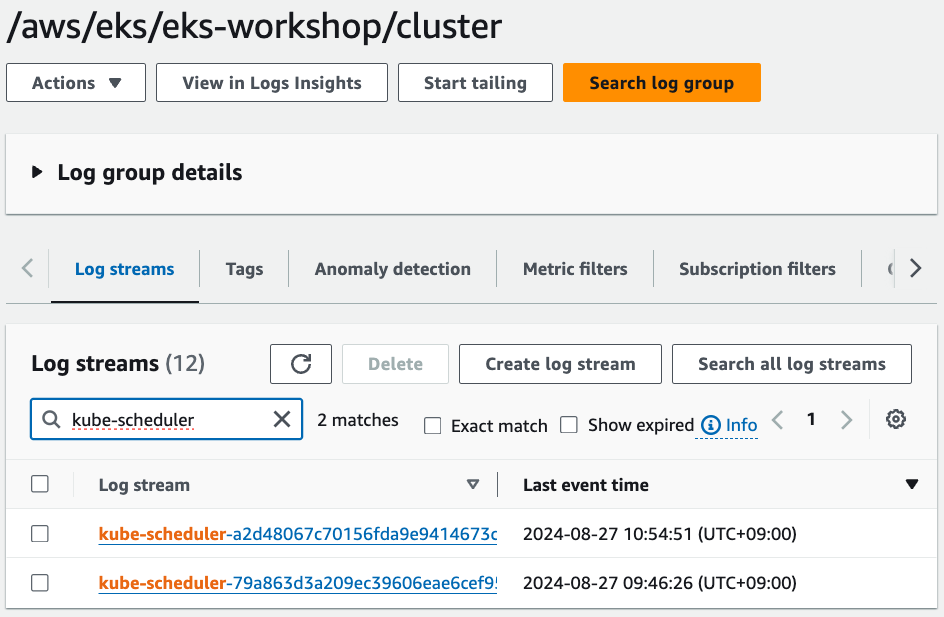 /aws/eks/eks-workshop/cluster
Actions View in Logs Insights Start tailing Search log group
Log group details
Log streams Tags Anomaly detection Metric filters Subscription filters
Log streams (12) Delete Create log stream Search all log streams
kube-scheduler 2 matches Exact match Show expired Info 1
Log stream Last event time
kube-scheduler-a2d48067c70156fda9e9414673c 2024-08-27 10:54:51 (UTC+09:00)
kube-scheduler-79a863d3a209ec39606eae6cef95 2024-08-27 09:46:26 (UTC+09:00)